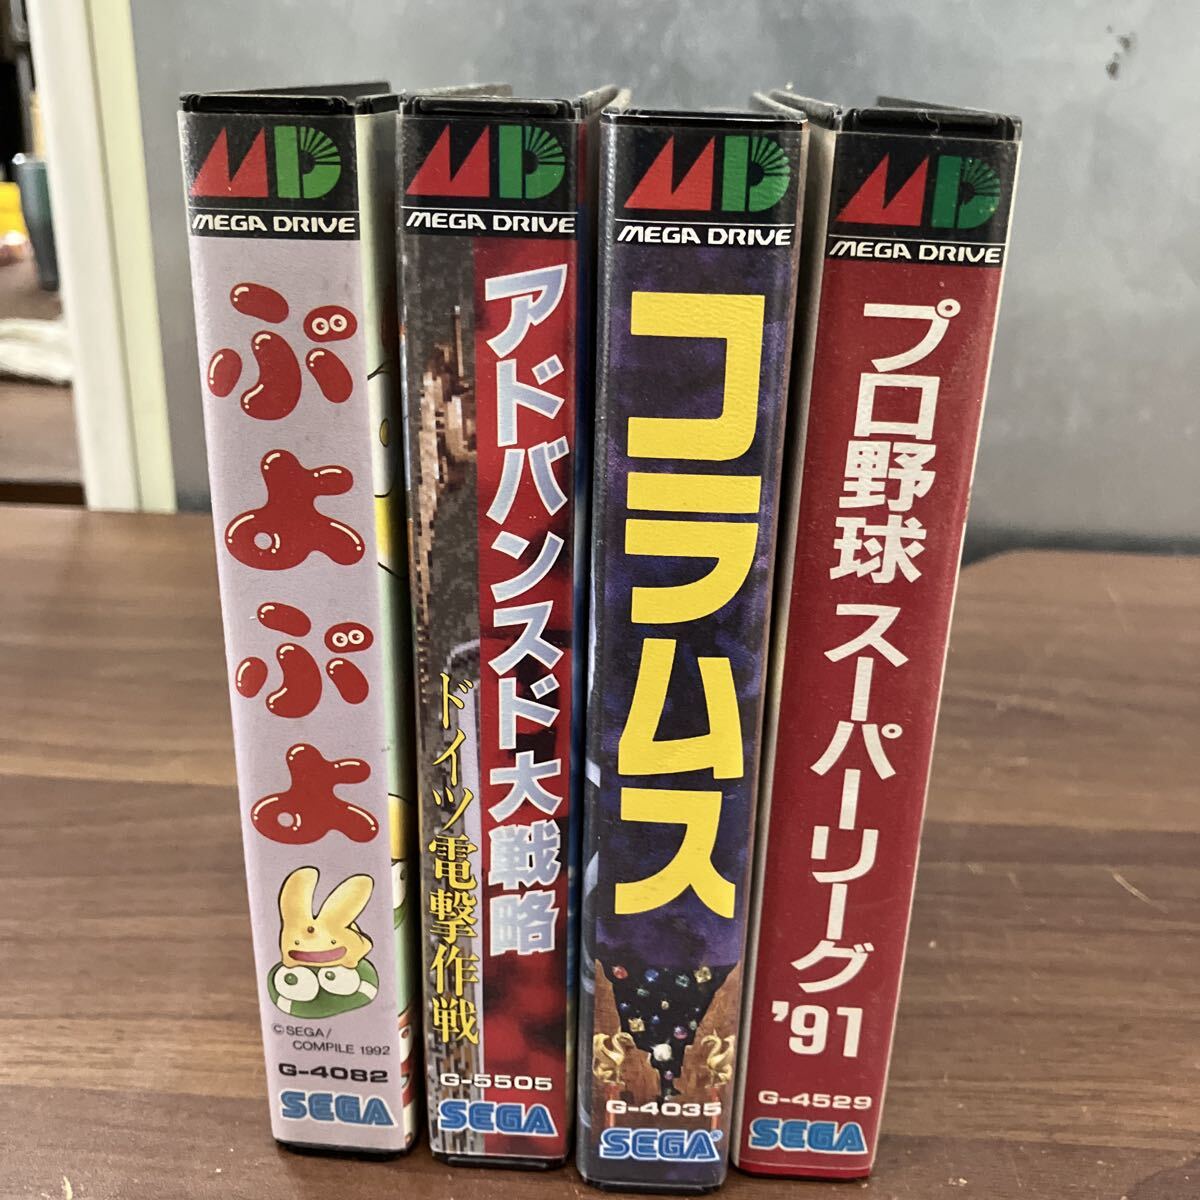 MD
MEGA DRIVE
ぷよぷよ
©SEGA/
COMPILE 1992
G-4082
SEGA
MD
MEGA DRIVE
アドバンスド大戦略
ドイツ電撃作戦
G-5505
SEGA
MD
MEGA DRIVE
コラムス
G-4035
SEGA®
MD
MEGA DRIVE
プロ野球 スーパーリーグ '91
G-4529
SEGA